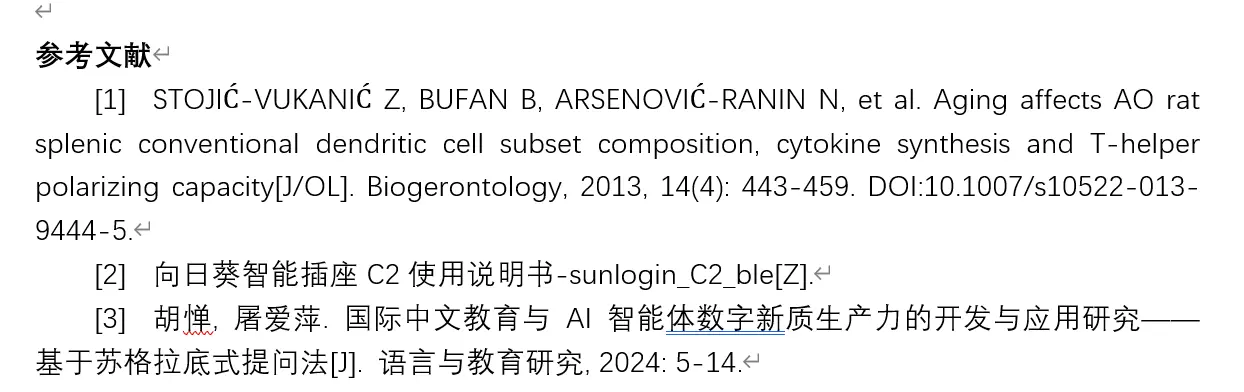 参考文献
[1] STOJIĆ-VUKANIĆ Z, BUFAN B, ARSENOVIĆ-RANIN N, et al. Aging affects AO rat
splenic conventional dendritic cell subset composition, cytokine synthesis and T-helper
polarizing capacity[J/OL]. Biogerontology, 2013, 14(4): 443-459. DOI:10.1007/s10522-013-
9444-5.
[2] 向日葵智能插座 C2 使用说明书-sunlogin_C2_ble[Z].
[3] 胡惮, 屠爱萍. 国际中文教育与 AI 智能体数字新质生产力的开发与应用研究——
基于苏格拉底式提问法[J]. 语言与教育研究, 2024: 5-14.